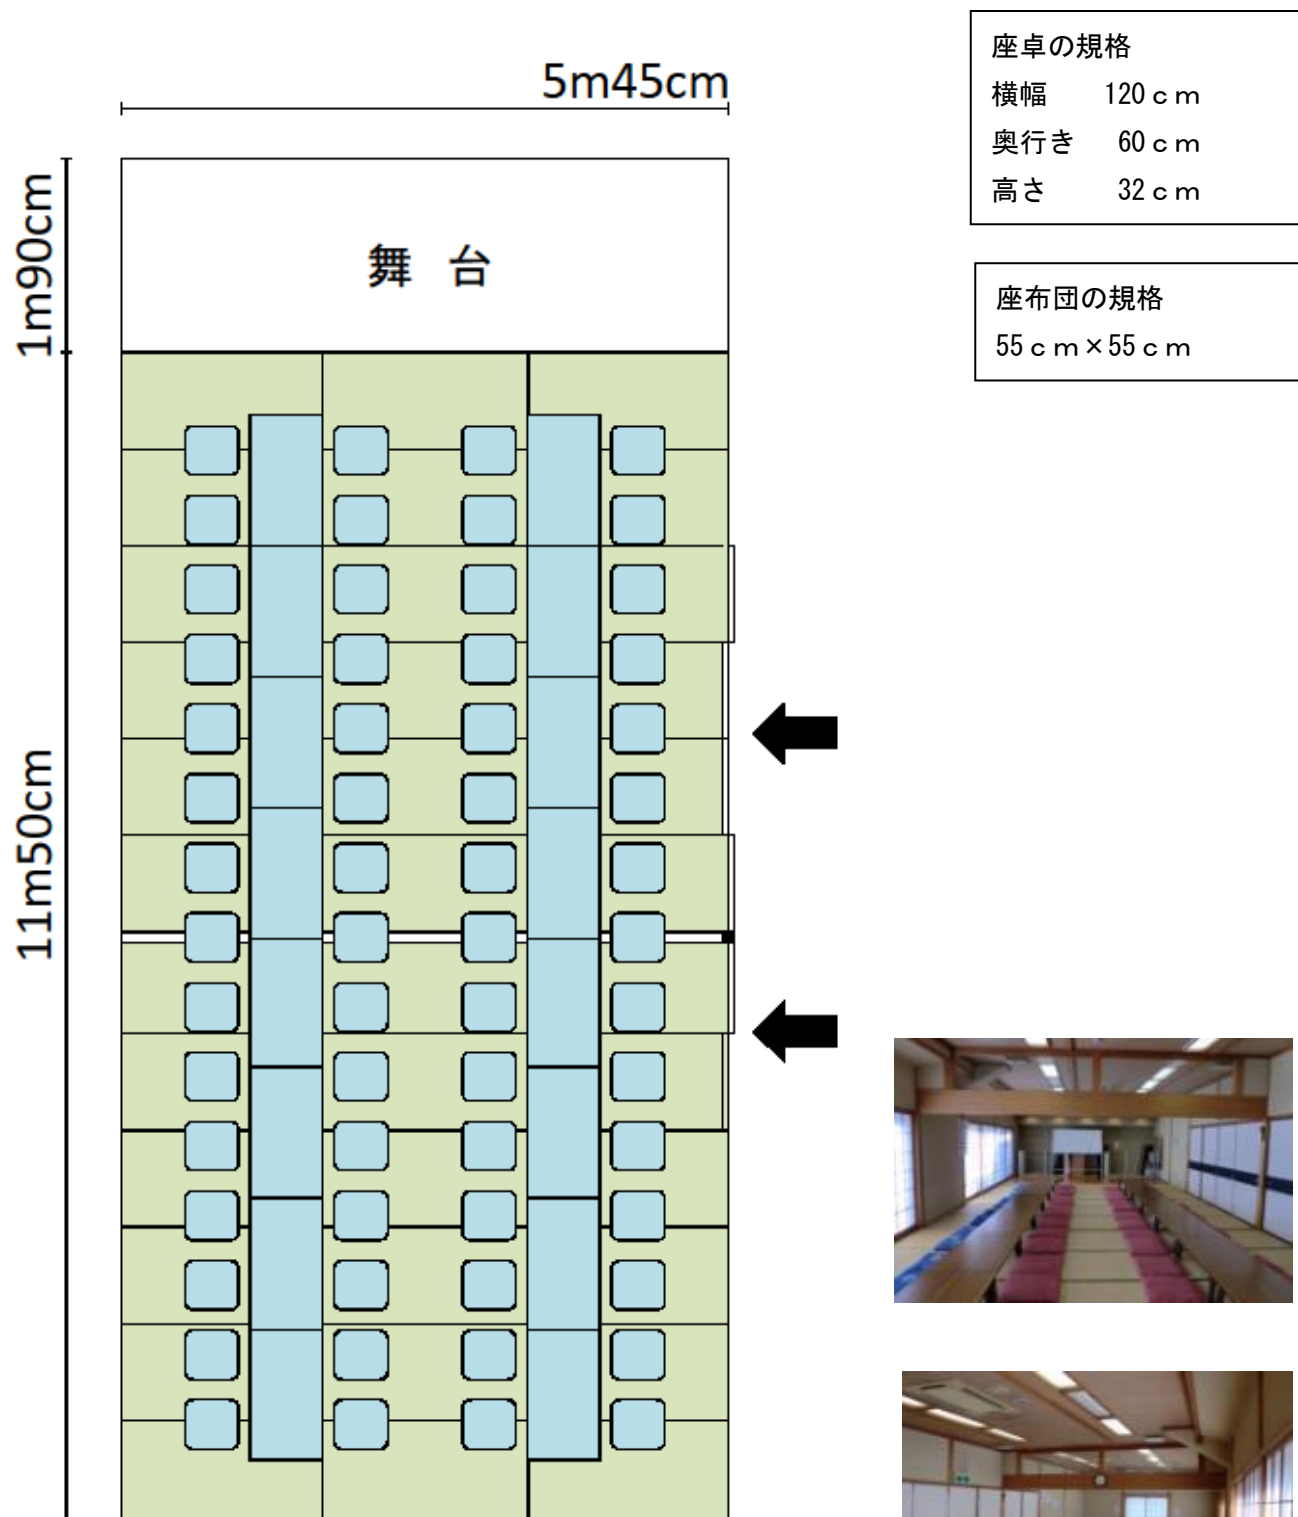 5m45cm
1m90cm
舞 台
11m50cm
座卓の規格
横幅 120ｃｍ
奥行き 60ｃｍ
高さ 32ｃｍ
座布団の規格
55ｃｍ×55ｃｍ